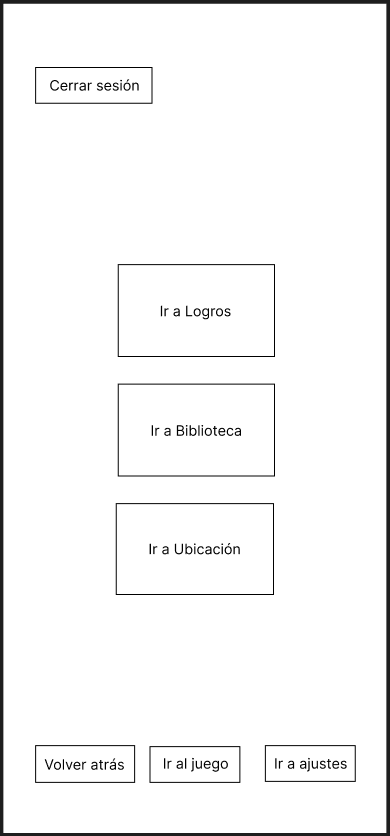 Cerrar sesión
Ir a Logros
Ir a Biblioteca
Ir a Ubicación
Volver atrás
Ir al juego
Ir a ajustes